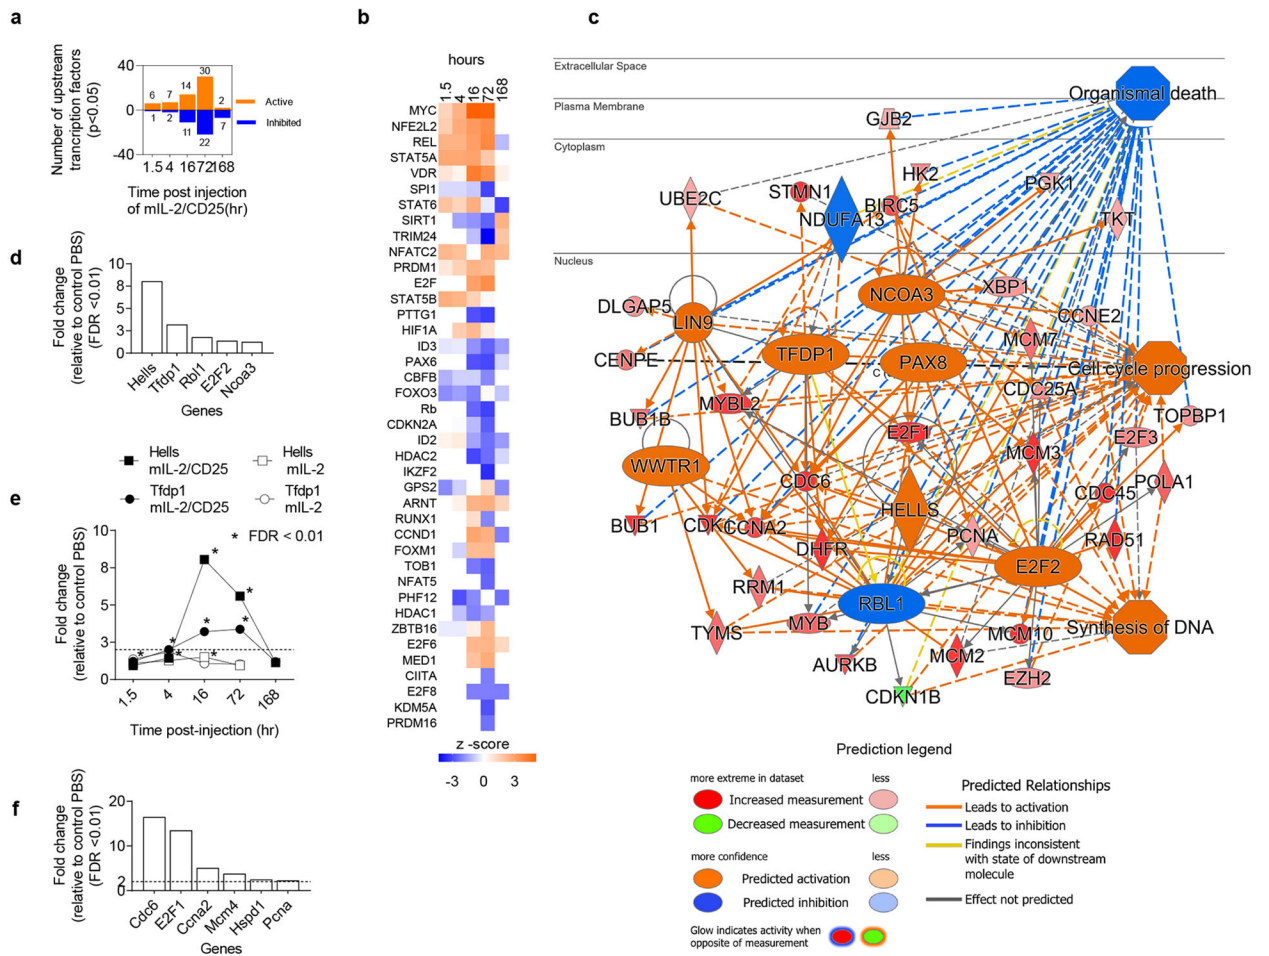 a
Number of upstream
trancription factors
(p<0.05)
40
0
-40
6
7
14
30
2
1
2
11
22
7
Active
Inhibited
1.5 4 16 72 168
Time post injection
of mIL-2/CD25(hr)
b
hours
1.5 4 16 72 168
MYC
NFE2L2
REL
STAT5A
VDR
SPI1
STAT6
SIRT1
TRIM24
NFATC2
PRDM1
E2F
STAT5B
PTTG1
HIF1A
ID3
PAX6
CBFB
FOXO3
Rb
CDKN2A
ID2
HDAC2
IKZF2
GPS2
ARNT
RUNX1
CCND1
FOXM1
TOB1
NFAT5
PHF12
HDAC1
ZBTB16
E2F6
MED1
CIITA
E2F8
KDM5A
PRDM16
z -score
-3 0 3
c
Extracellular Space
Plasma Membrane
Cytoplasm
Nucleus
Organismal death
GJB2
HK2
PGK1
UBE2C
STMN1
BIRC5
NDUFA13
TKT
NCOA3
XBP1
DLGAP5
LIN9
CCNE2
MCM7
TFDP1
PAX8
CENPE
Cell cycle progression
CDC25A
MYBL2
BUB1B
TOPBP1
E2F1
E2F3
WWTR1
MCM3
CDC6
POLA1
CDC45
HELLS
BUB1
CCNA2
PCNA
DHFR
RAD51
E2F2
RRM1
RBL1
MYB
TYMS
MCM10
Synthesis of DNA
AURKB
MCM2
EZH2
CDKN1B
Prediction legend
more extreme in dataset
less
Increased measurement
Decreased measurement
more confidence
less
Predicted activation
Predicted inhibition
Glow indicates activity when
opposite of measurement
Predicted Relationships
Leads to activation
Leads to inhibition
Findings inconsistent
with state of downstream
molecule
Effect not predicted
d
Fold change
(relative to control PBS)
(FDR <0.01)
10
8
5
3
0
Hells
Tfdp1
Rbl1
E2F2
Ncoa3
Genes
Hells
mIL-2/CD25
Hells
mIL-2
Tfdp1
mIL-2/CD25
Tfdp1
mIL-2
e
Fold change
(relative to control PBS)
10
8
5
3
0
* FDR < 0.01
1.5
4
16
72
168
Time post-injection (hr)
f
Fold change
(relative to control PBS)
(FDR <0.01)
20
10
2
0
Cdc6
E2F1
Ccna2
Mcm4
Hspd1
Pcna
Genes